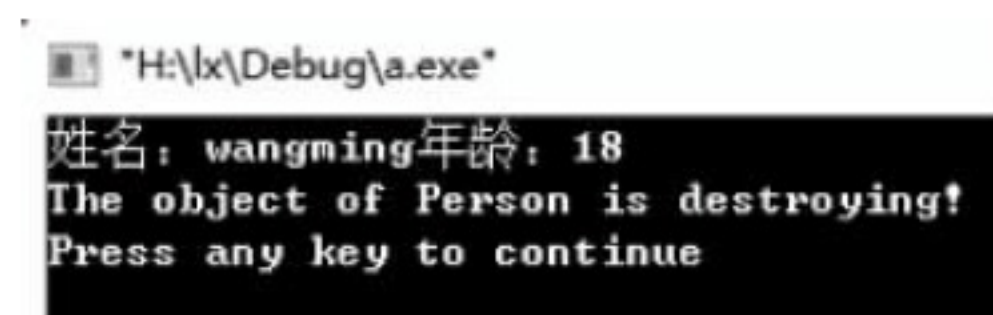 "H:\lx\Debug\a.exe"
姓名：wangming年龄：18
The object of Person is destroying!
Press any key to continue